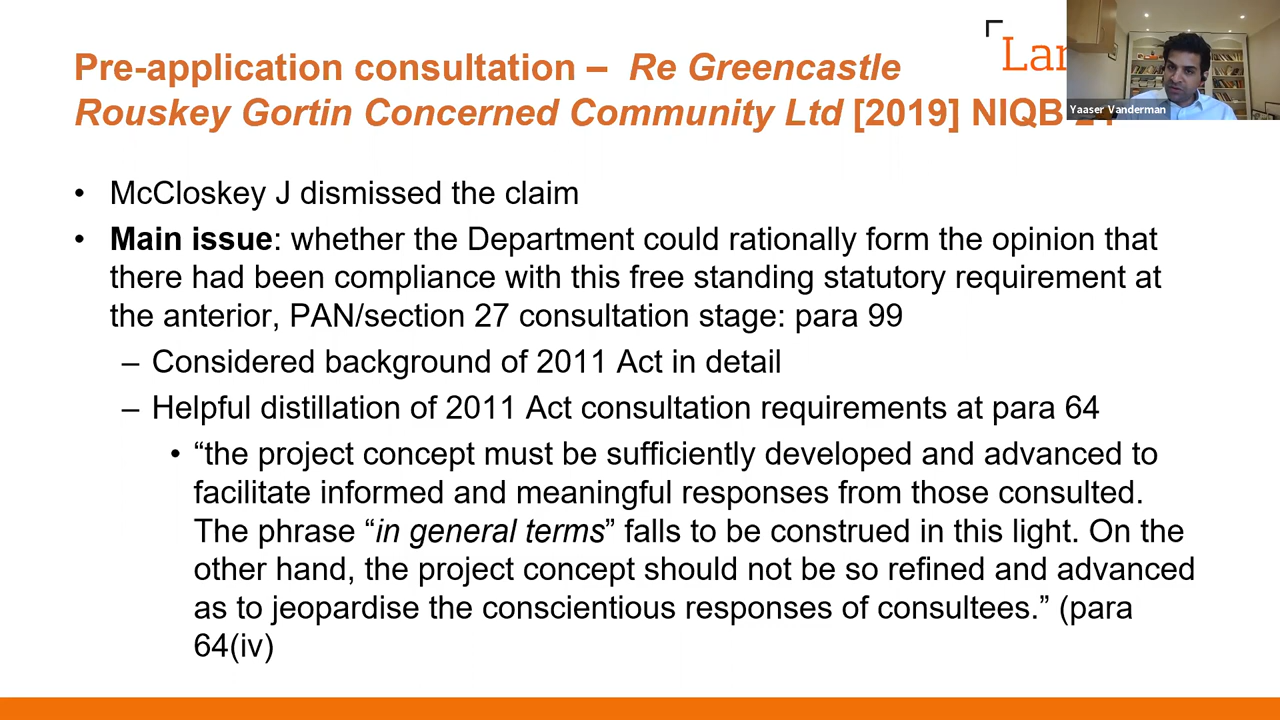 Pre-application consultation – Re Greencastle
Rouskey Gortin Concerned Community Ltd [2019] NIQB
Lan
Yaaser Vanderman
• McCloskey J dismissed the claim
• Main issue: whether the Department could rationally form the opinion that
there had been compliance with this free standing statutory requirement at
the anterior, PAN/section 27 consultation stage: para 99
– Considered background of 2011 Act in detail
– Helpful distillation of 2011 Act consultation requirements at para 64
• “the project concept must be sufficiently developed and advanced to
facilitate informed and meaningful responses from those consulted.
The phrase “in general terms” falls to be construed in this light. On the
other hand, the project concept should not be so refined and advanced
as to jeopardise the conscientious responses of consultees.” (para
64(iv)